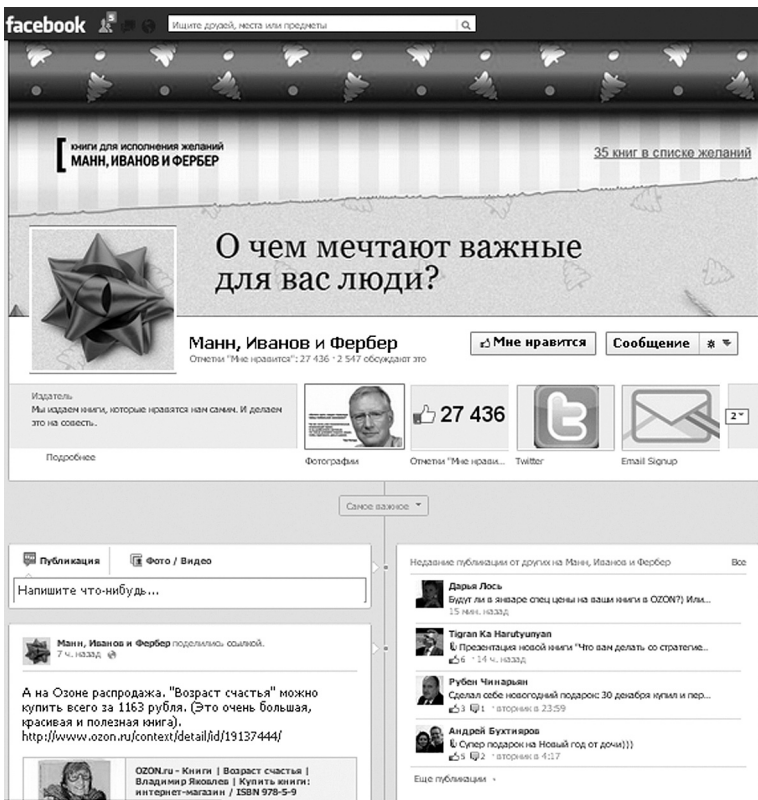 facebook
5
Ищите друзей, места или предметы
книги для исполнения желаний
МАНН, ИВАНОВ И ФЕРБЕР
35 книг в списке желаний
О чем мечтают важные
для вас люди?
Манн, Иванов и Фербер
Отметки "Мне нравится": 27 436 · 2 547 обсуждают это
Мне нравится
Сообщение
Издатель
Мы издаем книги, которые нравятся нам самим. И делаем
это на совесть.
Подробнее
27 436
2
Фотографии
Отметки "Мне нрави...
Twitter
Email Signup
Самое важное
Публикация
Фото / Видео
Напишите что-нибудь...
Манн, Иванов и Фербер поделились ссылкой.
7 ч. назад
А на Озоне распродажа. "Возраст счастья" можно
купить всего за 1163 рубля. (Это очень большая,
красивая и полезная книга).
http://www.ozon.ru/context/detail/id/19137444/
OZON.ru - Книги | Возраст счастья |
Владимир Яковлев | Купить книги:
интернет-магазин / ISBN 978-5-9
Недавние публикации от других на Манн, Иванов и Фербер
Все
Дарья Лось
Будут ли в январе спец цены на ваши книги в OZON?) Или...
15 мин. назад
Tigran Ka Harutyunyan
Презентация новой книги "Что вам делать со стратегие...
6 · 14 ч. назад
Рубен Чинарьян
Сделал себе новогодний подарок: 30 декабря купил и пер...
3 1 · вторник в 23:59
Андрей Бухтияров
Супер подарок на Новый год от дочи)))
5 2 · вторник в 4:17
Еще публикации